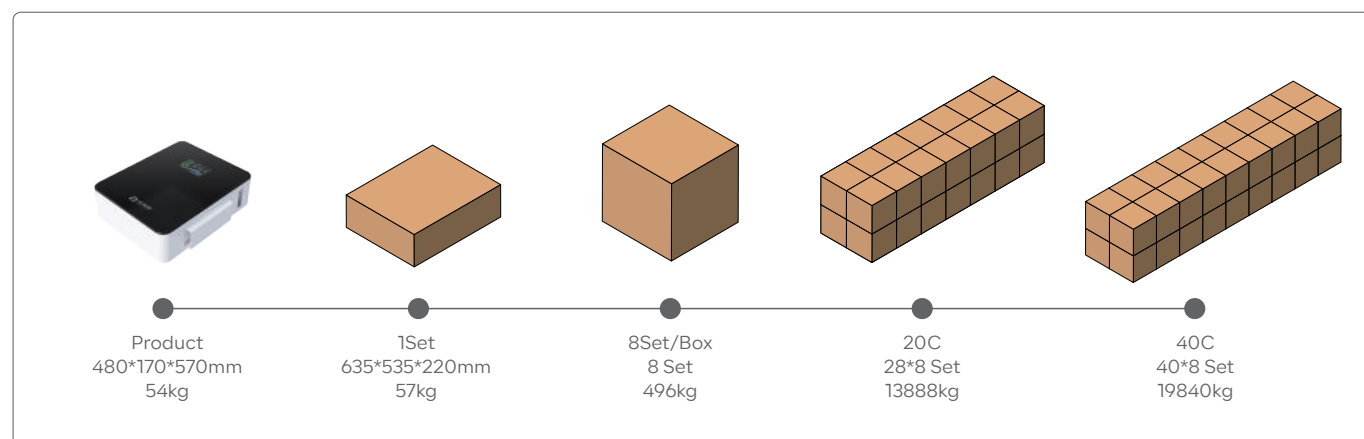 Product
480*170*570mm
54kg
1Set
635*535*220mm
57kg
8Set/Box
8 Set
496kg
20C
28*8 Set
13888kg
40C
40*8 Set
19840kg